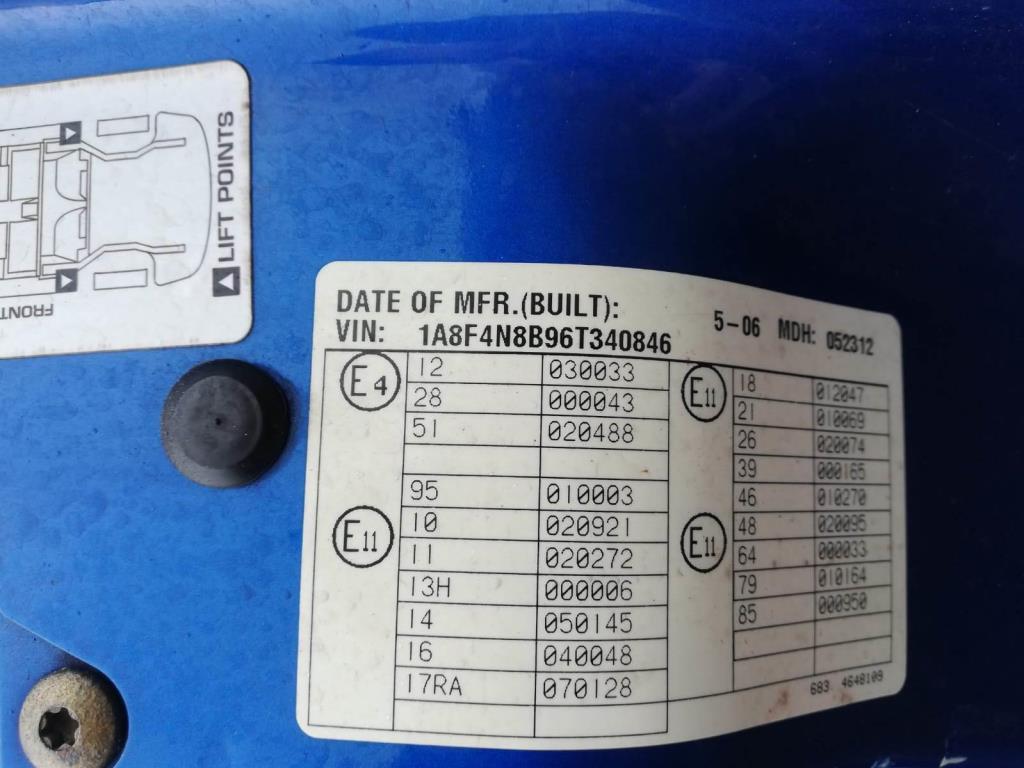 LIFT POINTS
FRONT
DATE OF MFR.(BUILT): 5-06 MDH: 052312
VIN: 1A8F4N8B96T340846
E4 12 030033 E11 18 012047
28 000043 21 010069
51 020488 26 020074
39 000165
95 010003 46 010270
E11 10 020921 E11 48 020095
11 020272 64 000033
13H 000006 79 010164
14 050145 85 000950
16 040048
17RA 070128
683 4648109